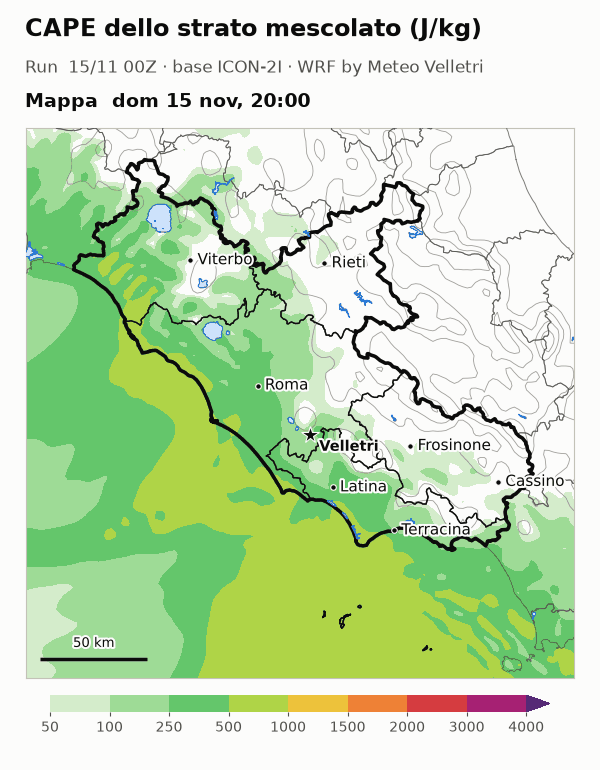 CAPE dello strato mescolato (J/kg)
Run  15/11 00Z · base ICON-2I · WRF by Meteo Velletri
Mappa  dom 15 nov, 20:00
Viterbo
Rieti
Roma
Velletri
Frosinone
Cassino
Latina
Terracina
50 km
50 100 250 500 1000 1500 2000 3000 4000